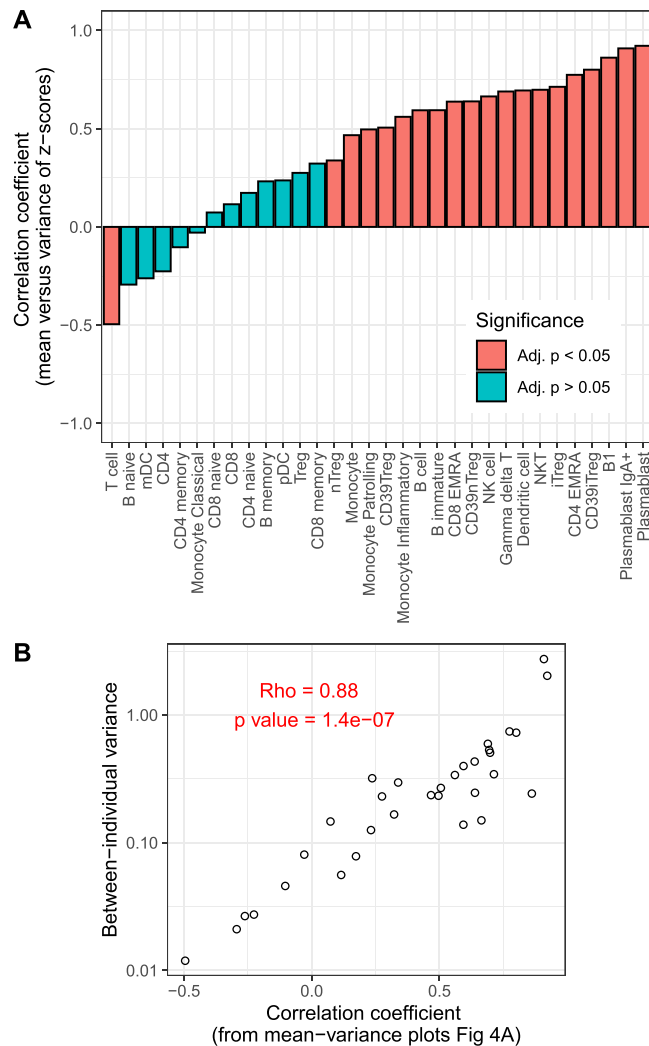 A
Correlation coefficient
(mean versus variance of z−scores)
1.0
0.5
0.0
−0.5
−1.0
Significance
Adj. p < 0.05
Adj. p > 0.05
T cell
B naive
mDC
CD4
CD4 memory
Monocyte Classical
CD8 naive
CD8
CD4 naive
B memory
pDC
Treg
CD8 memory
nTreg
Monocyte
Monocyte Patrolling
CD39Treg
Monocyte Inflammatory
B cell
B immature
CD8 EMRA
CD39nTreg
NK cell
Gamma delta T
Dendritic cell
NKT
iTreg
CD4 EMRA
CD39iTreg
B1
Plasmablast IgA+
Plasmablast
B
Between−individual variance
1.00
0.10
0.01
Rho = 0.88
p value = 1.4e−07
−0.5
0.0
0.5
Correlation coefficient
(from mean−variance plots Fig 4A)